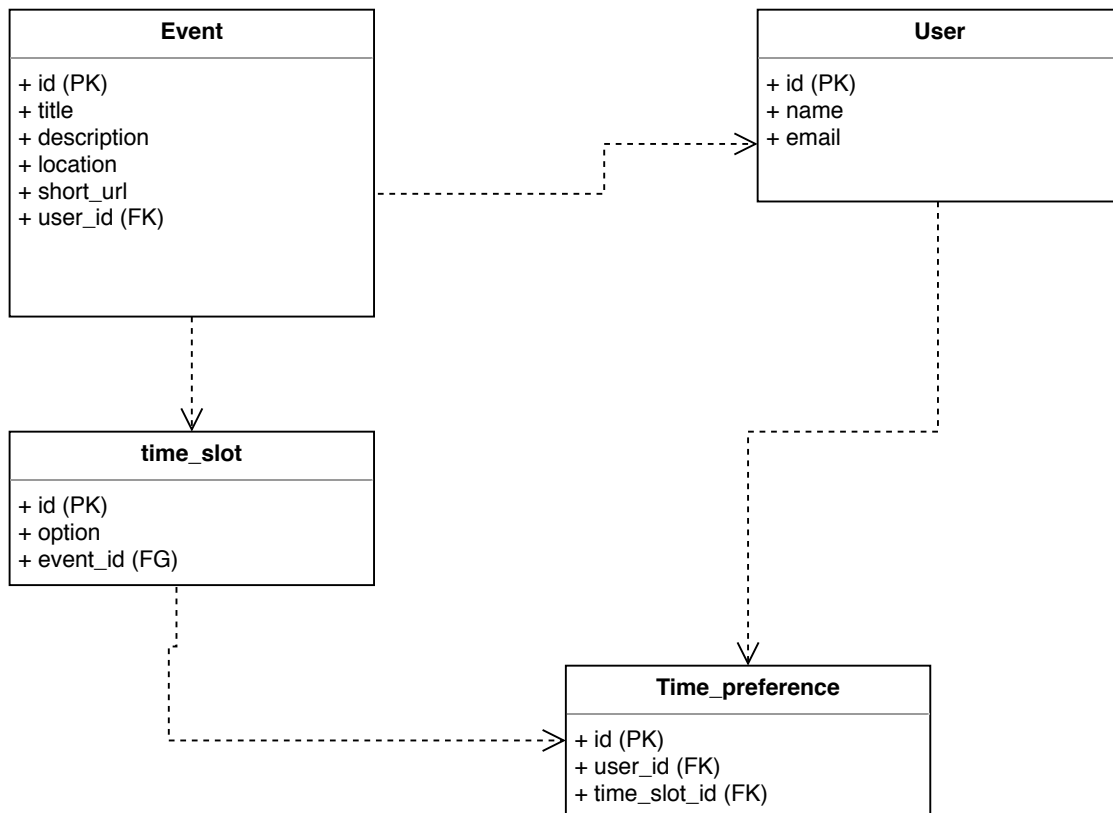 Event
+ id (PK)
+ title
+ description
+ location
+ short_url
+ user_id (FK)
User
+ id (PK)
+ name
+ email
time_slot
+ id (PK)
+ option
+ event_id (FG)
Time_preference
+ id (PK)
+ user_id (FK)
+ time_slot_id (FK)